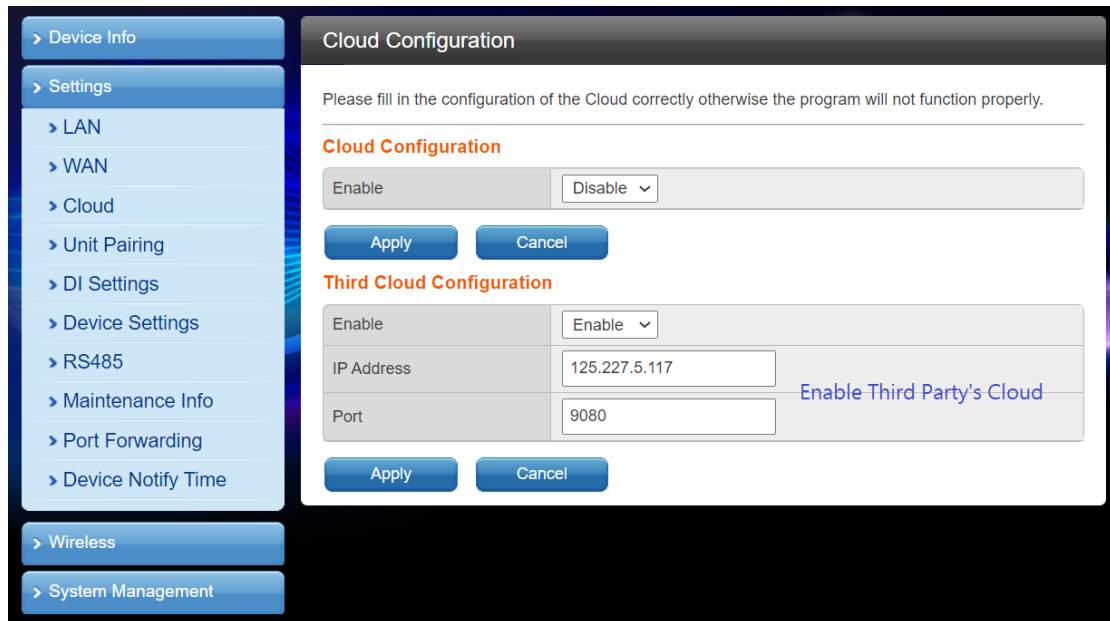 Device Info
Settings
LAN
WAN
Cloud
Unit Pairing
DI Settings
Device Settings
RS485
Maintenance Info
Port Forwarding
Device Notify Time
Wireless
System Management
Cloud Configuration
Please fill in the configuration of the Cloud correctly otherwise the program will not function properly.
Cloud Configuration
Enable Disable
Apply Cancel
Third Cloud Configuration
Enable Enable
IP Address 125.227.5.117
Enable Third Party's Cloud
Port 9080
Apply Cancel